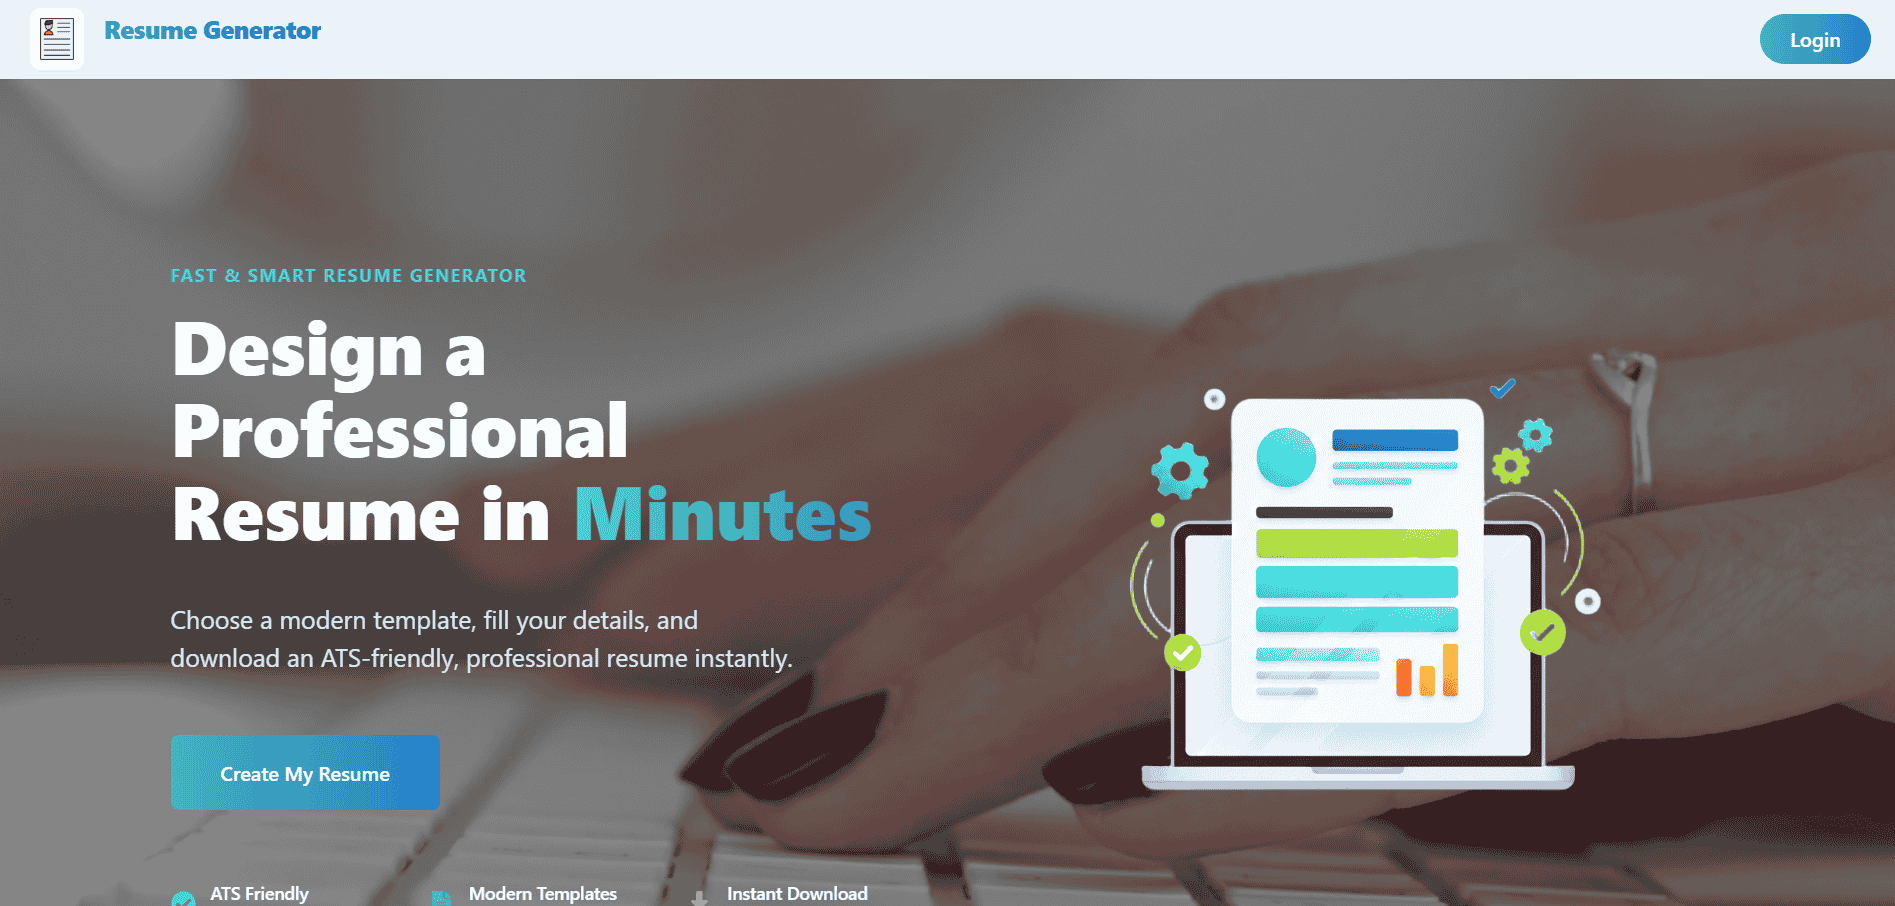 Resume Generator
Login
FAST & SMART RESUME GENERATOR
Design a
Professional
Resume in Minutes
Choose a modern template, fill your details, and
download an ATS-friendly, professional resume instantly.
Create My Resume
ATS Friendly
Modern Templates
Instant Download